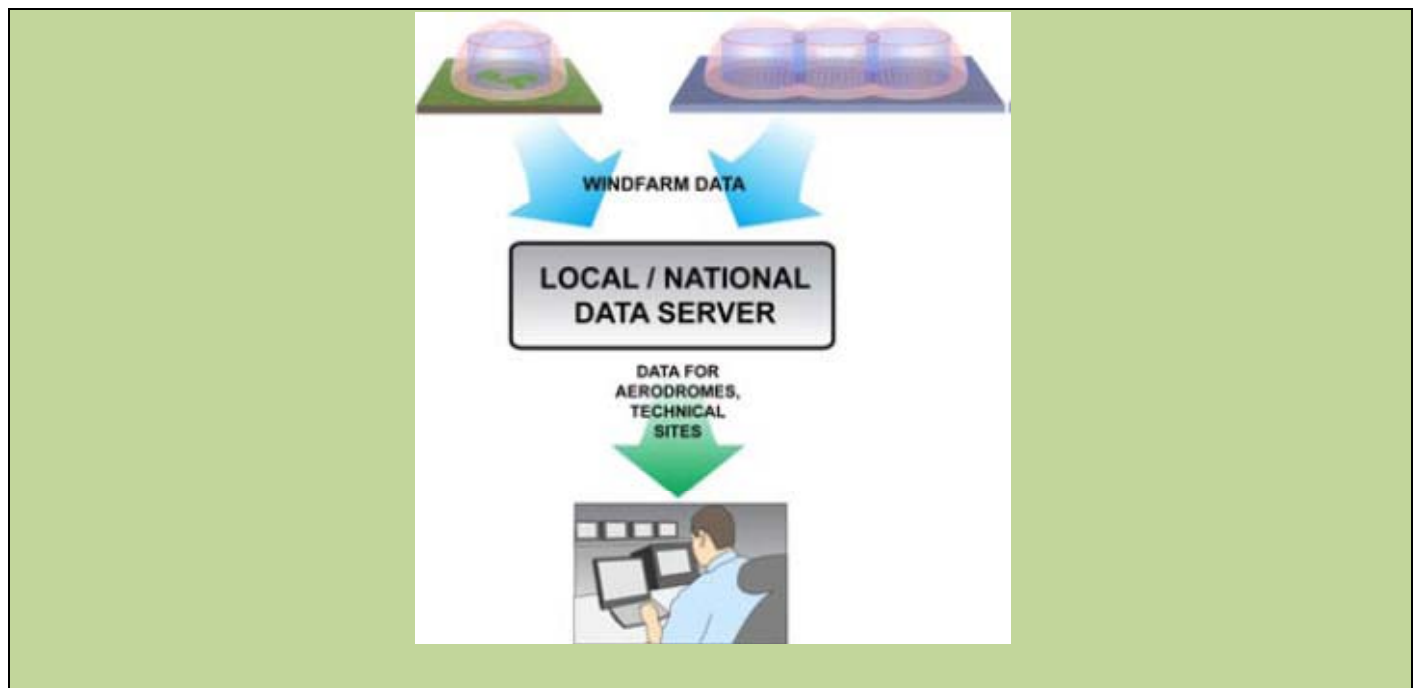 WINDFARM DATA
LOCAL / NATIONAL
DATA SERVER
DATA FOR
AERODROMES,
TECHNICAL
SITES